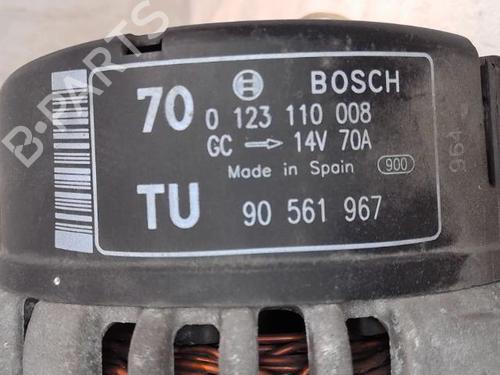 70 BOSCH
0 123 110 008
GC → 14V 70A
Made in Spain 900
TU 90 561 967
964
B-PARTS